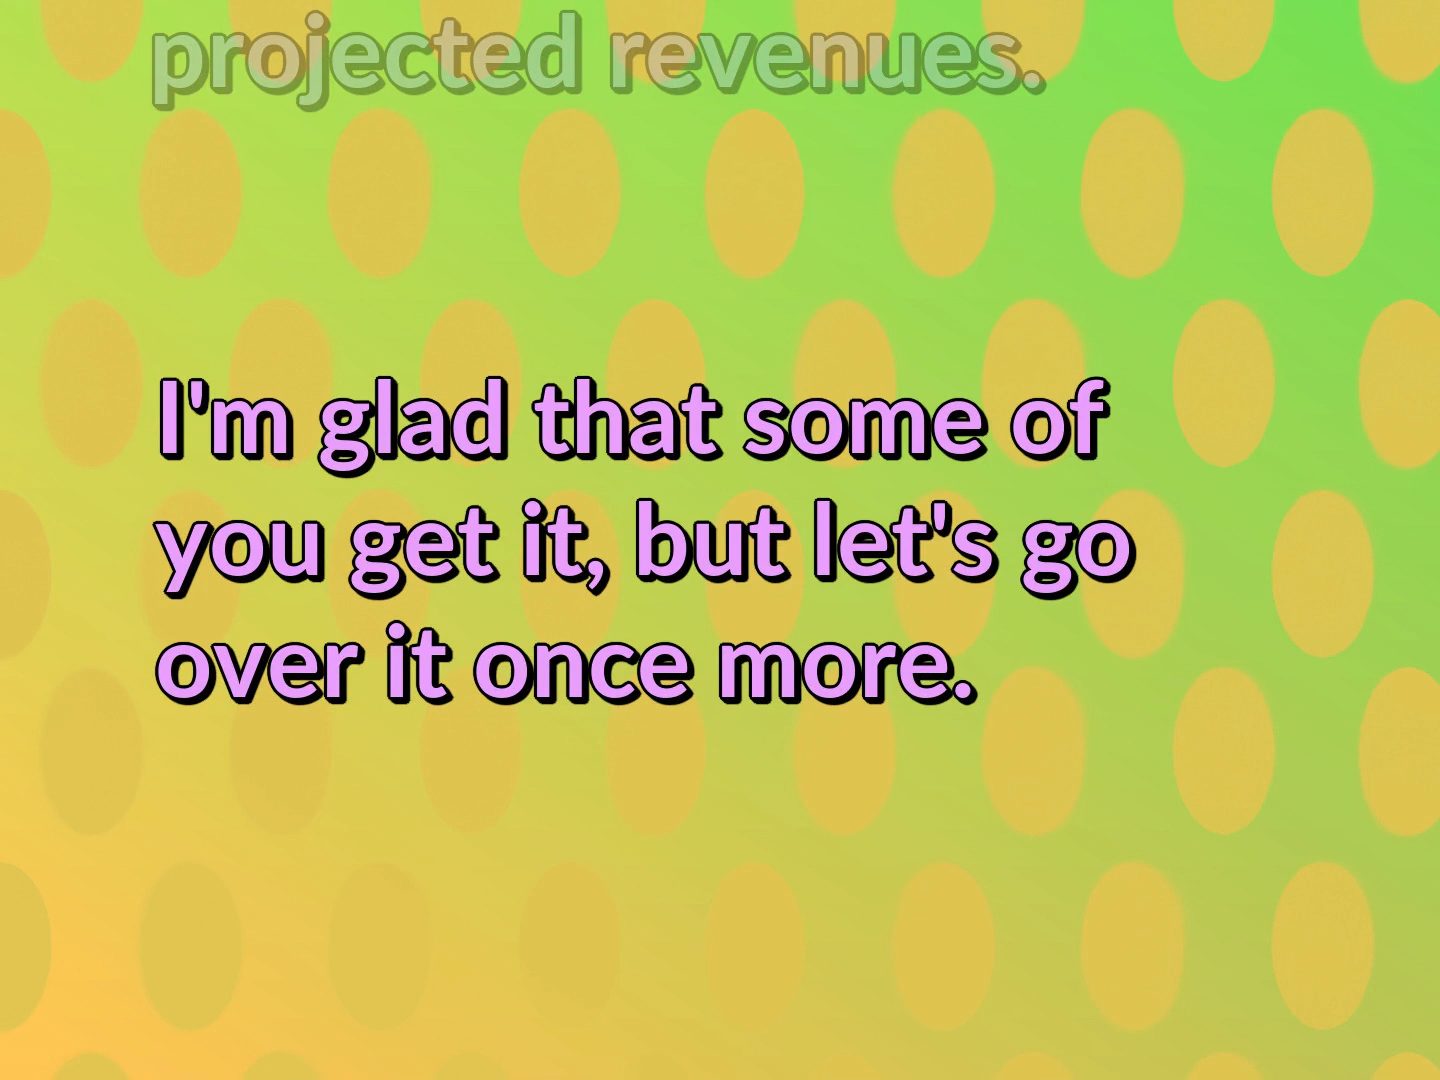 projected revenues.
I'm glad that some of
you get it, but let's go
over it once more.